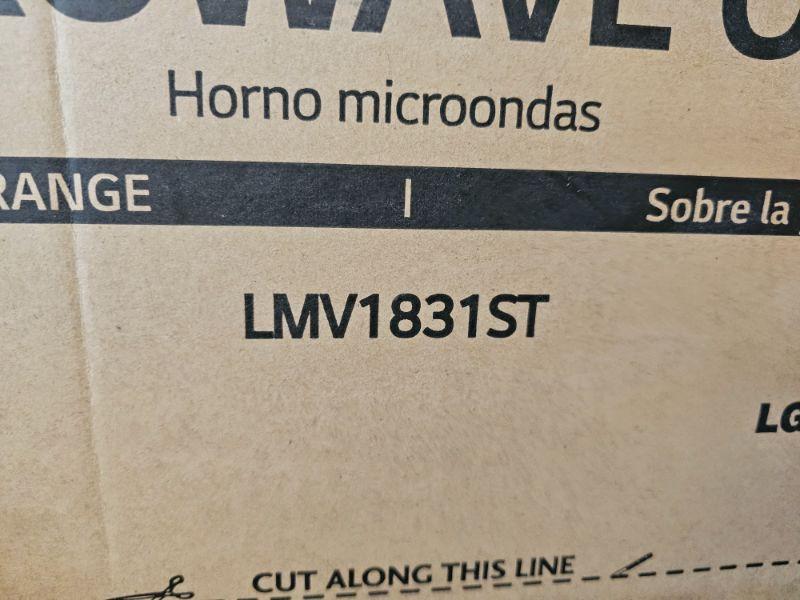 Horno microondas
RANGE | Sobre la
LMV1831ST
LG
CUT ALONG THIS LINE